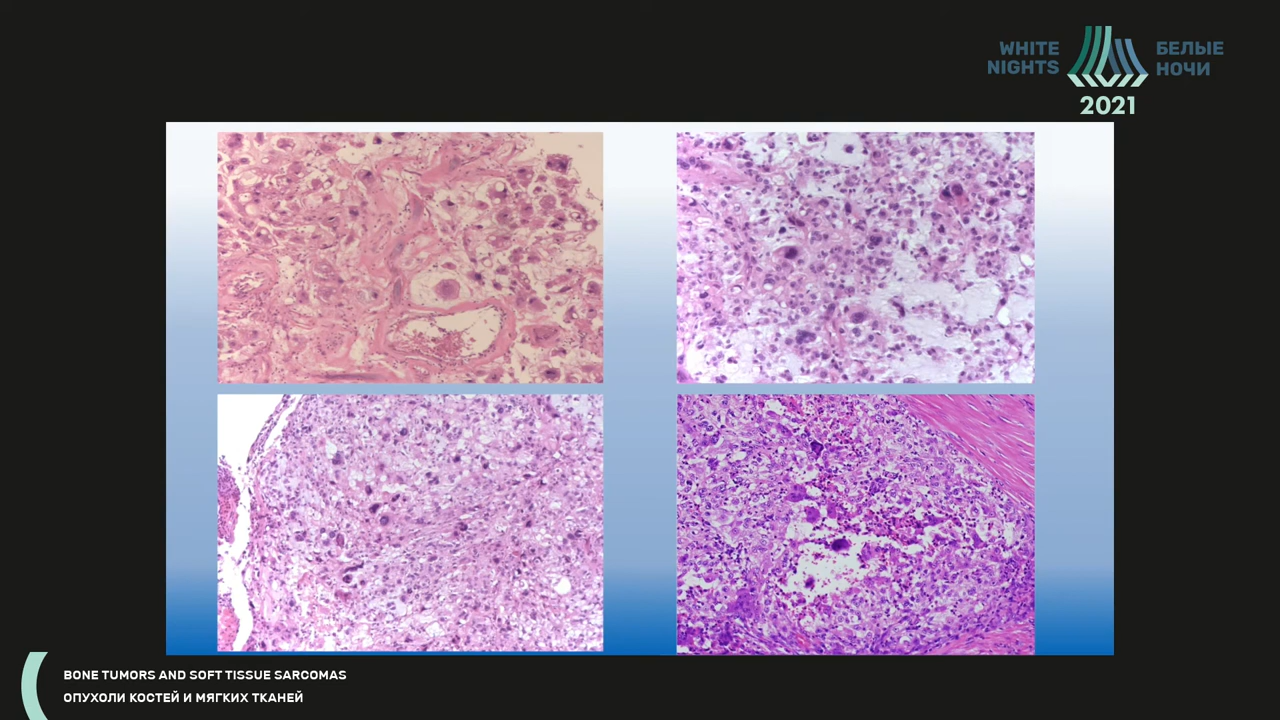 WHITE
NIGHTS
БЕЛЫЕ
НОЧИ
2021
BONE TUMORS AND SOFT TISSUE SARCOMAS
ОПУХОЛИ КОСТЕЙ И МЯГКИХ ТКАНЕЙ